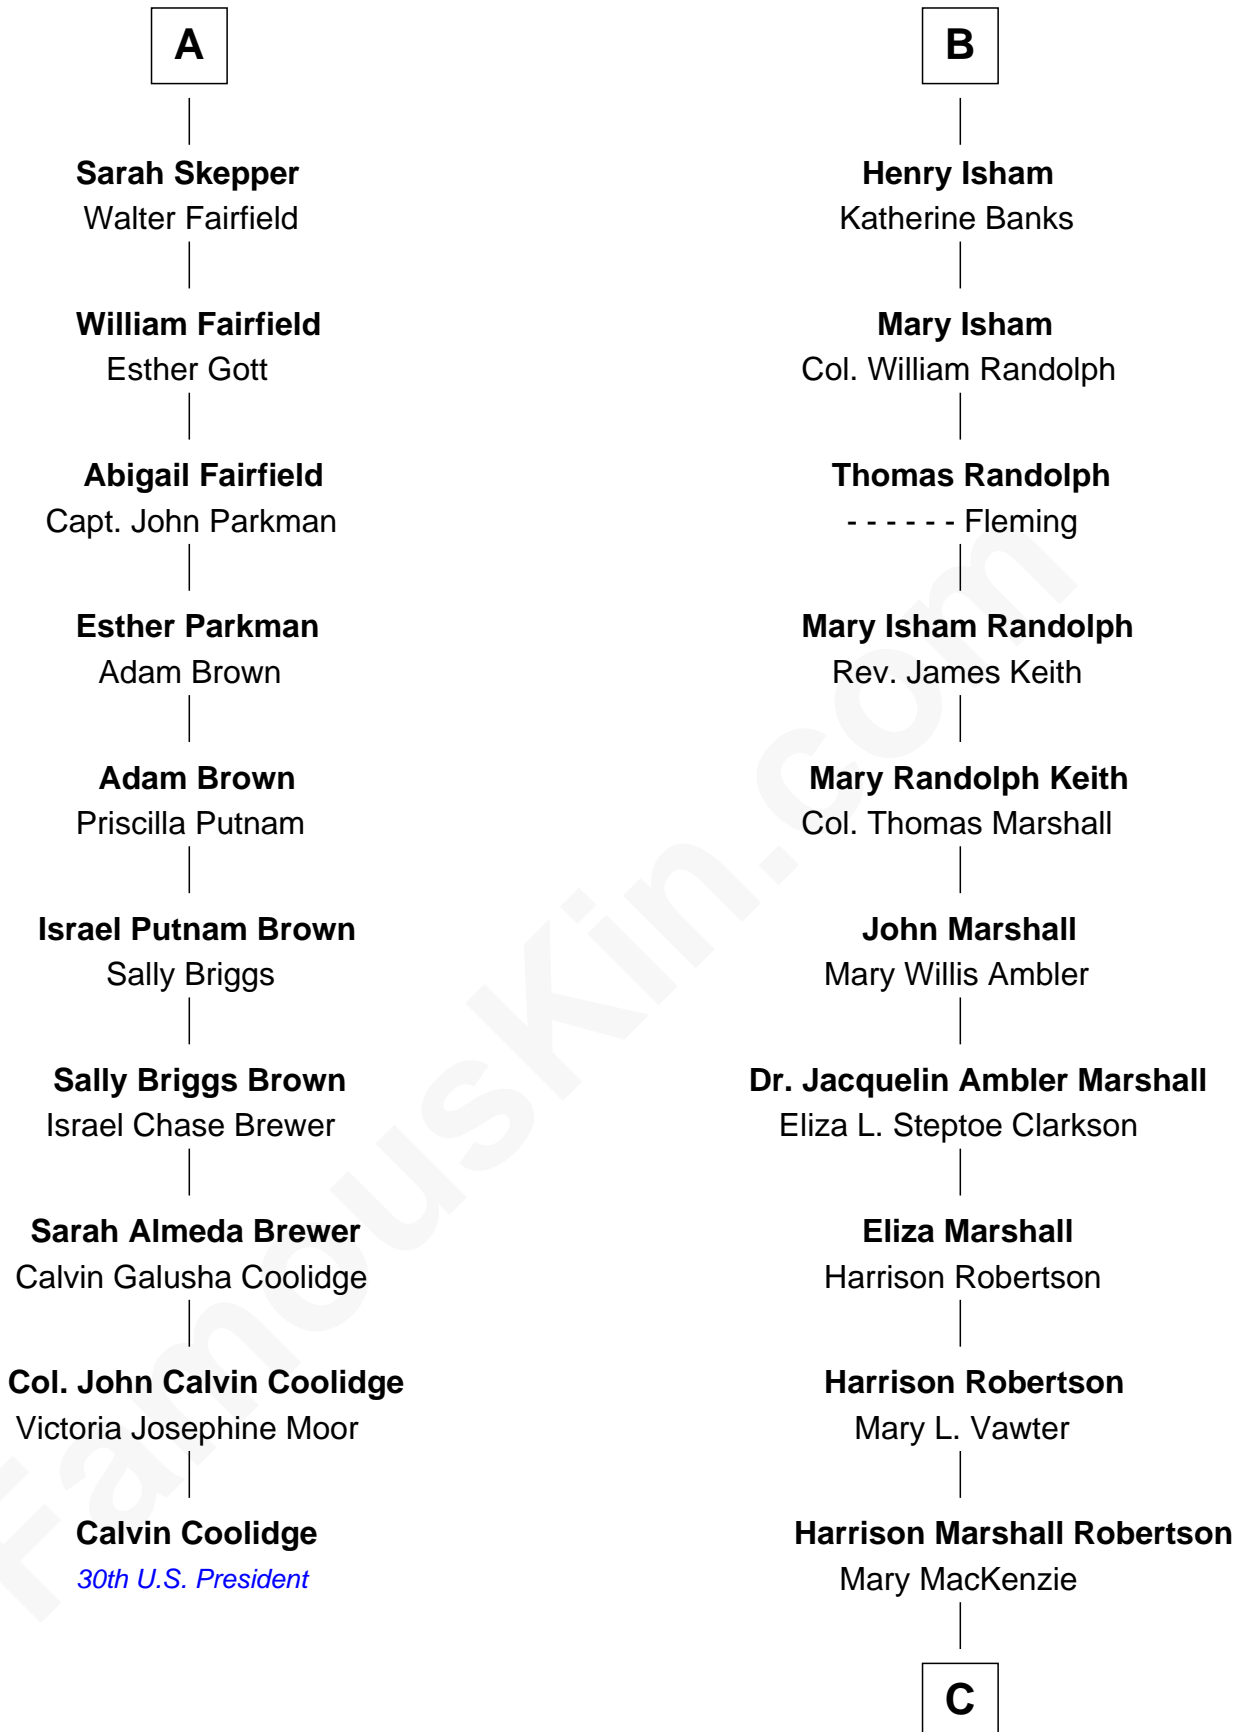 A
Sarah Skepper
Walter Fairfield
William Fairfield
Esther Gott
Abigail Fairfield
Capt. John Parkman
Esther Parkman
Adam Brown
Adam Brown
Priscilla Putnam
Israel Putnam Brown
Sally Briggs
Sally Briggs Brown
Israel Chase Brewer
Sarah Almeda Brewer
Calvin Galusha Coolidge
Col. John Calvin Coolidge
Victoria Josephine Moor
Calvin Coolidge
30th U.S. President
B
Henry Isham
Katherine Banks
Mary Isham
Col. William Randolph
Thomas Randolph
- - - - - - Fleming
Mary Isham Randolph
Rev. James Keith
Mary Randolph Keith
Col. Thomas Marshall
John Marshall
Mary Willis Ambler
Dr. Jacquelin Ambler Marshall
Eliza L. Steptoe Clarkson
Eliza Marshall
Harrison Robertson
Harrison Robertson
Mary L. Vawter
Harrison Marshall Robertson
Mary MacKenzie
C
FamousKin.com